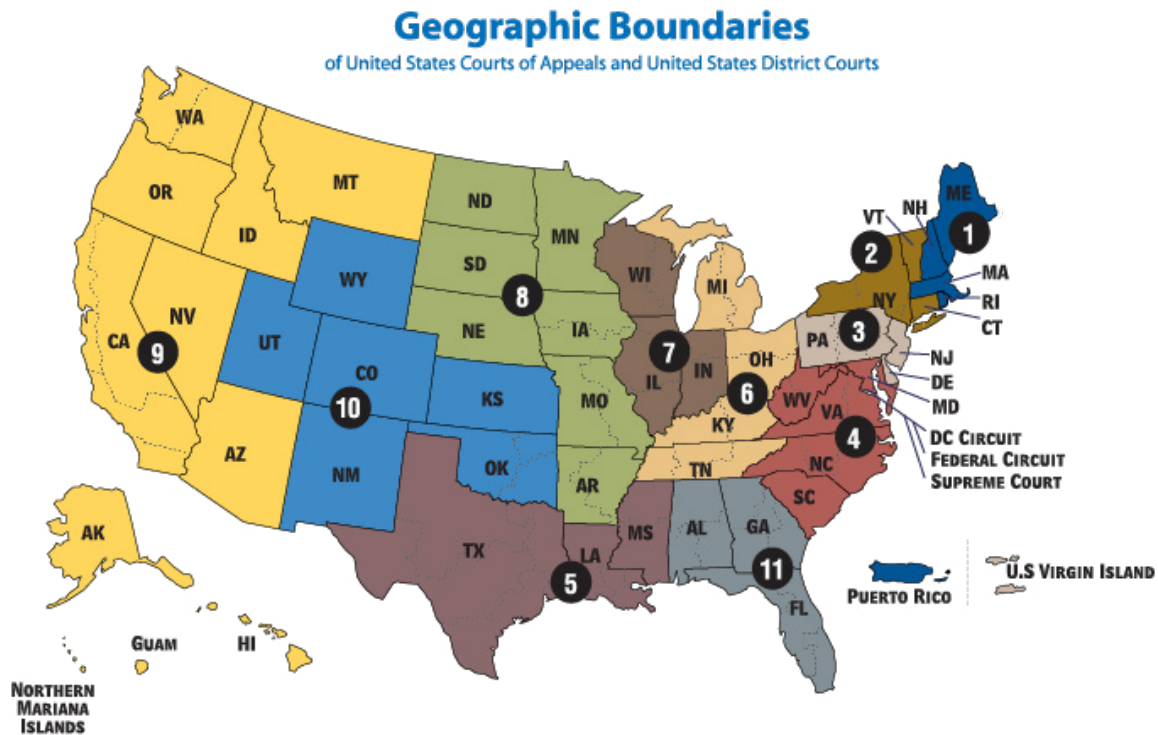 Geographic Boundaries
of United States Courts of Appeals and United States District Courts
WA
MT
OR
ID
ND
MN
ME
NH
VT
1
2
WY
SD
8
WI
MI
MA
NY
RI
CT
NV
CA
9
UT
NE
IA
7
3
PA
NJ
CO
10
KS
MO
IL
IN
OH
6
WV
VA
DE
MD
KY
4
DC CIRCUIT
FEDERAL CIRCUIT
SUPREME COURT
AZ
NM
OK
AR
TN
NC
SC
AK
TX
LA
5
MS
AL
GA
11
FL
PUERTO RICO
U.S VIRGIN ISLAND
GUAM
HI
NORTHERN
MARIANA
ISLANDS